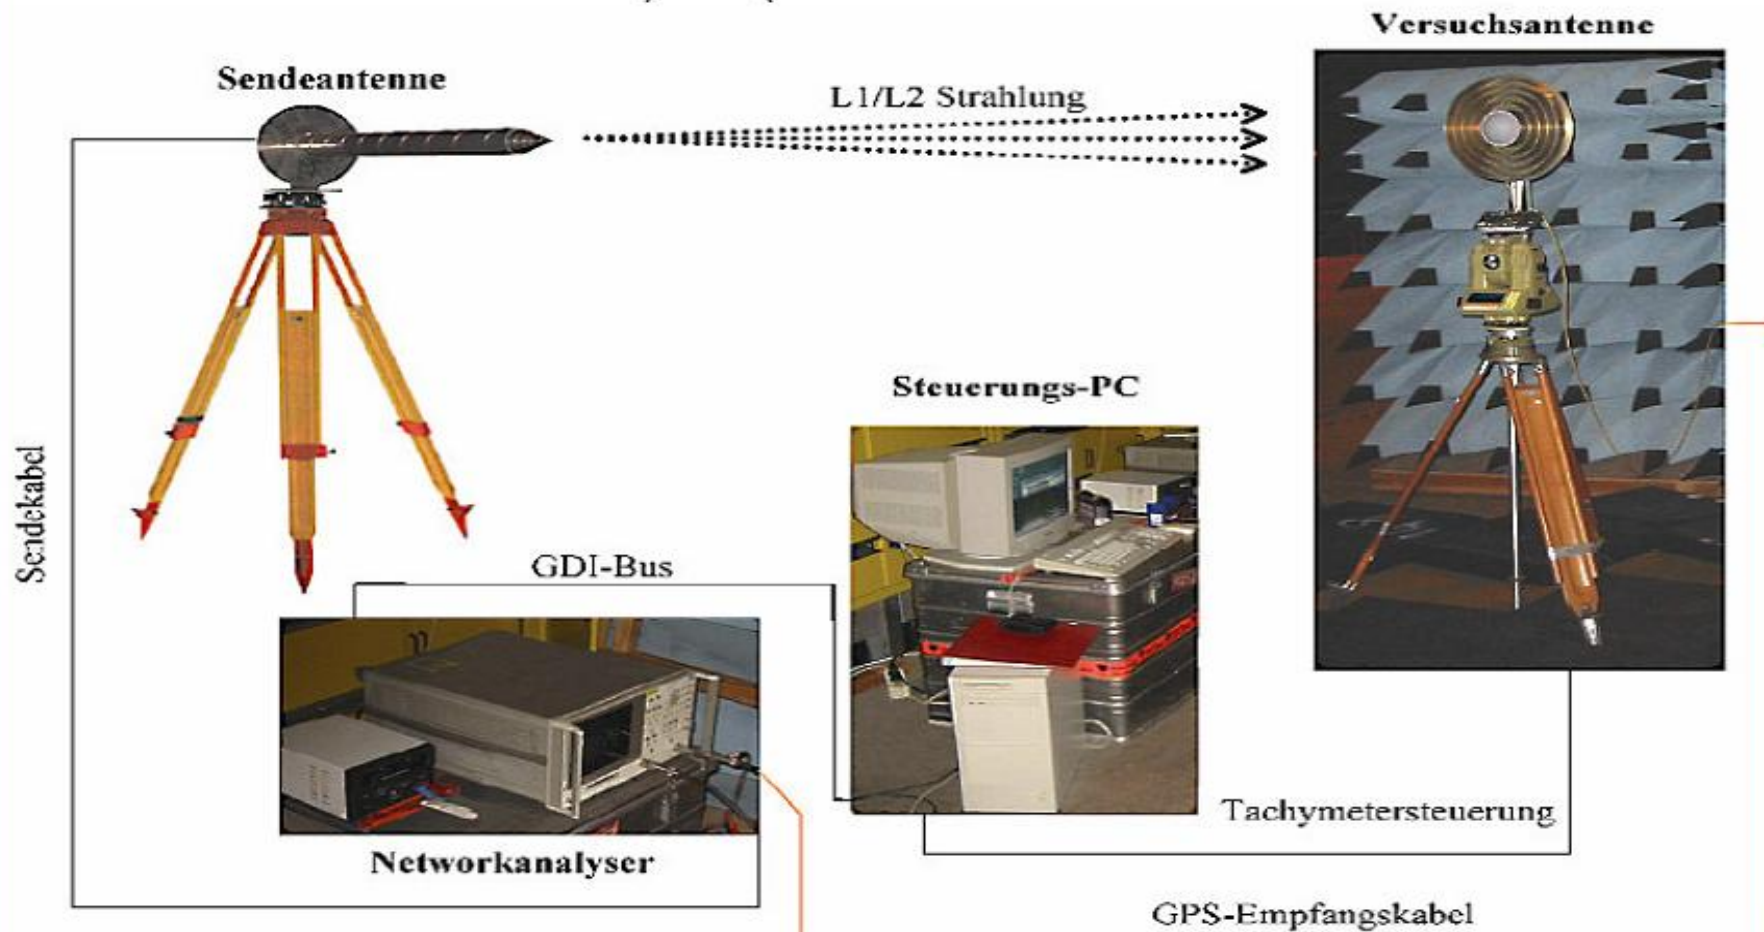 Versuchsantenne
Sendeantenne
L1/L2 Strahlung
Steuerungs-PC
Sendekabel
GDI-Bus
Tachymetersteuerung
Networkanalyser
GPS-Empfangskabel